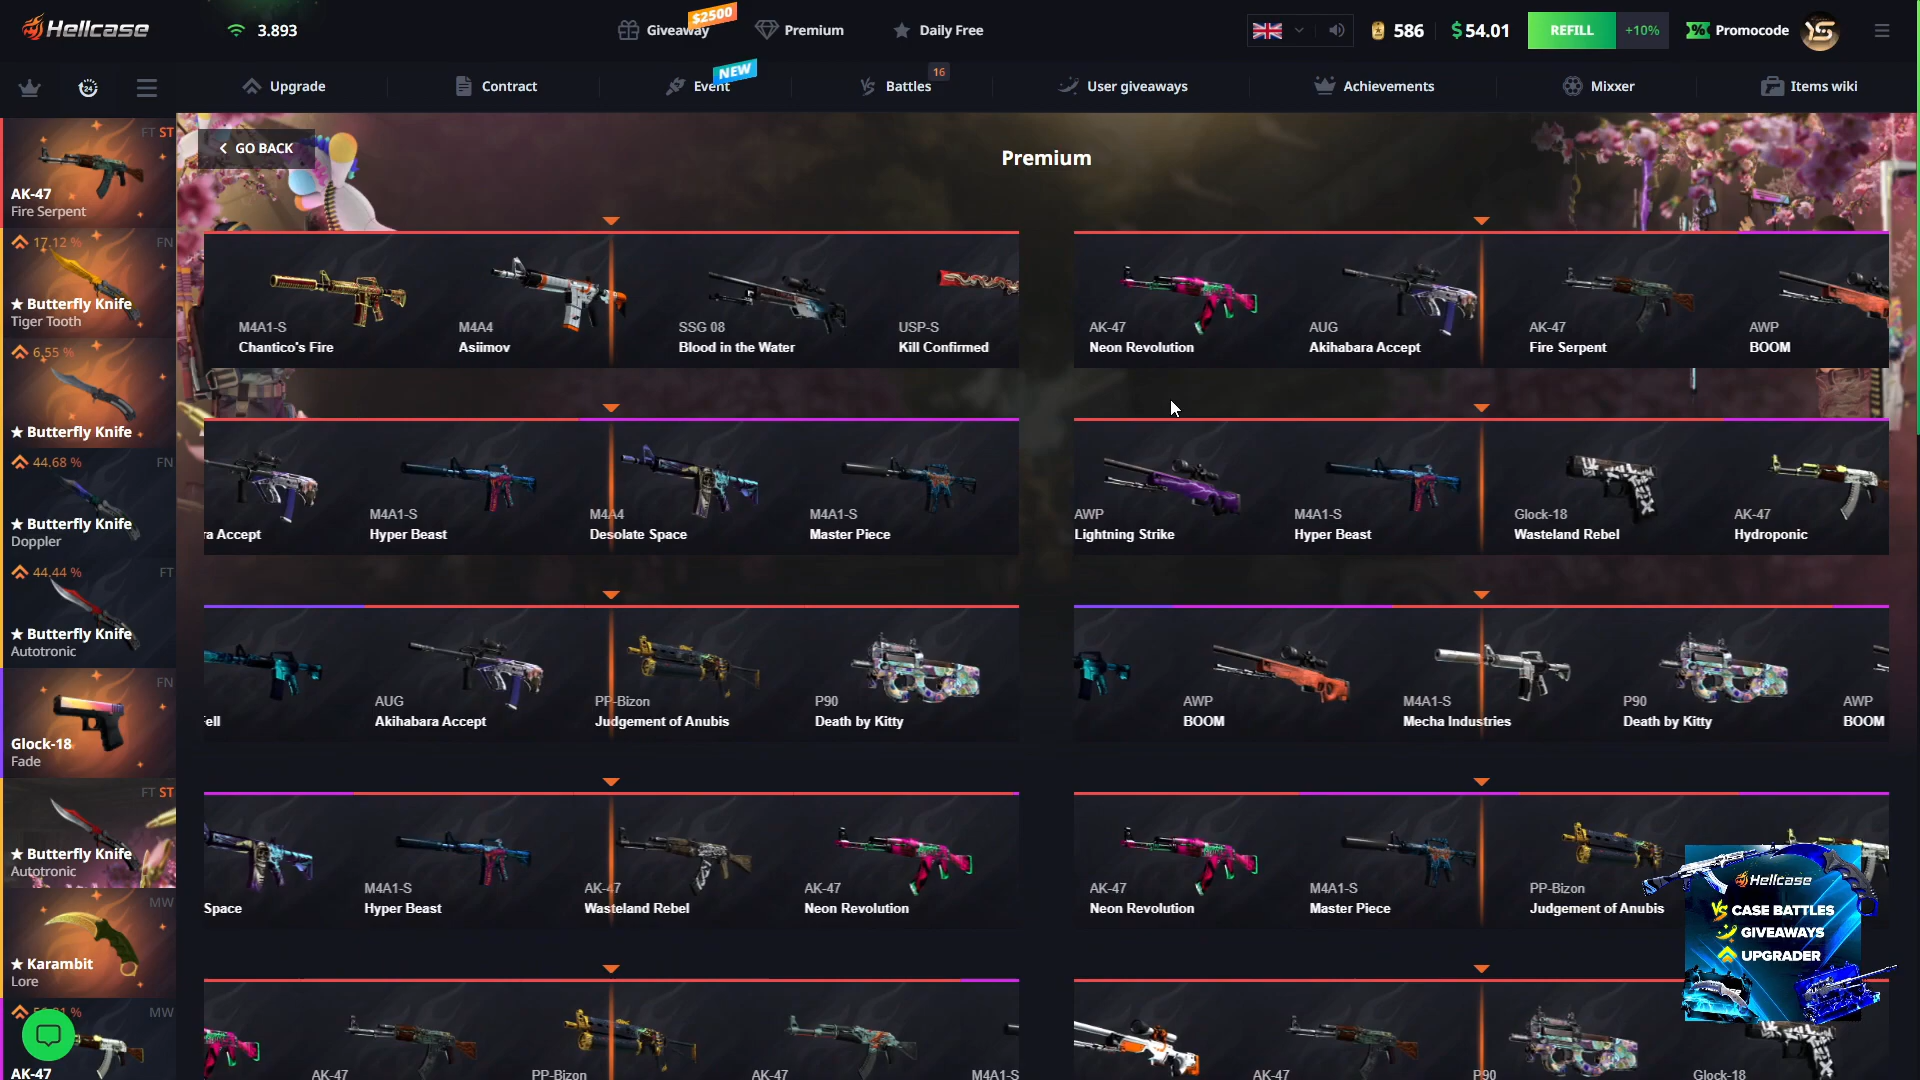 Hellcase
3.893
Giveaway
$2500
Premium
Daily Free
586
$54.01
REFILL
+10%
Promocode
YS
24
Upgrade
Contract
Event
NEW
Battles
16
User giveaways
Achievements
Mixxer
Items wiki
GO BACK
Premium
FT ST
AK-47
Fire Serpent
17.12 %
FN
★ Butterfly Knife
Tiger Tooth
6.55 %
★ Butterfly Knife
44.68 %
FN
★ Butterfly Knife
Doppler
44.44 %
FT
★ Butterfly Knife
Autotronic
FN
Glock-18
Fade
FT ST
★ Butterfly Knife
Autotronic
MW
★ Karambit
Lore
MW
AK-47
M4A1-S
Chantico's Fire
M4A4
Asiimov
SSG 08
Blood in the Water
USP-S
Kill Confirmed
AK-47
Neon Revolution
AUG
Akihabara Accept
AK-47
Fire Serpent
AWP
BOOM
ra Accept
M4A1-S
Hyper Beast
M4A4
Desolate Space
M4A1-S
Master Piece
AWP
Lightning Strike
M4A1-S
Hyper Beast
Glock-18
Wasteland Rebel
AK-47
Hydroponic
ell
AUG
Akihabara Accept
PP-Bizon
Judgement of Anubis
P90
Death by Kitty
AWP
BOOM
M4A1-S
Mecha Industries
P90
Death by Kitty
AWP
BOOM
Space
M4A1-S
Hyper Beast
AK-47
Wasteland Rebel
AK-47
Neon Revolution
AK-47
Neon Revolution
M4A1-S
Master Piece
PP-Bizon
Judgement of Anubis
AK-47
PP-Bizon
AK-47
M4A1-S
AK-47
P90
Glock-18
Hellcase
VS CASE BATTLES
GIVEAWAYS
UPGRADER